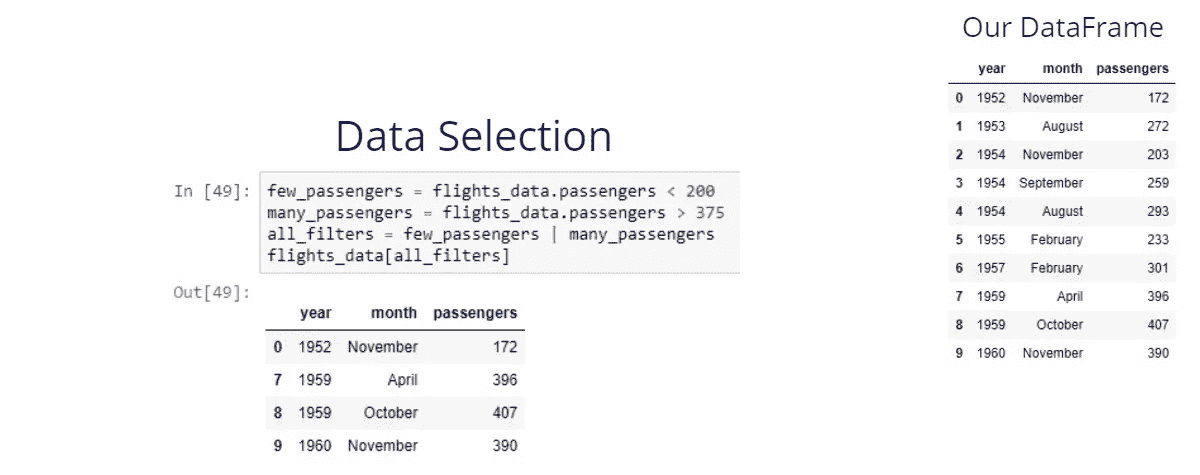 Data Selection
In [49]:
few_passengers = flights_data.passengers < 200
many_passengers = flights_data.passengers > 375
all_filters = few_passengers | many_passengers
flights_data[all_filters]
Out[49]:
year month passengers
0 1952 November 172
7 1959 April 396
8 1959 October 407
9 1960 November 390
Our DataFrame
year month passengers
0 1952 November 172
1 1953 August 272
2 1954 November 203
3 1954 September 259
4 1954 August 293
5 1955 February 233
6 1957 February 301
7 1959 April 396
8 1959 October 407
9 1960 November 390